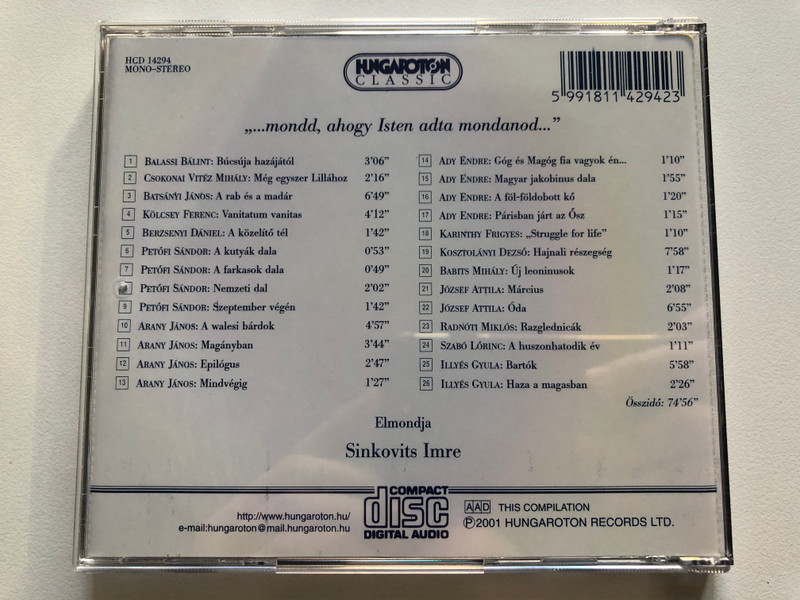 HCD 14294
MONO–STEREO
HUNGAROTON
CLASSIC
5 991811 429423
„...mondd, ahogy Isten adta mondanod...”
1 BALASSI BÁLINT: Búcsúja hazájától 3’06”
2 CSOKONAI VITÉZ MIHÁLY: Még egyszer Lillához 2’16”
3 BATSÁNYI JÁNOS: A rab és a madár 6’49”
4 KÖLCSEY FERENC: Vanitatum vanitas 4’12”
5 BERZSENYI DÁNIEL: A közelítő tél 1’42”
6 PETŐFI SÁNDOR: A kutyák dala 0’53”
7 PETŐFI SÁNDOR: A farkasok dala 0’49”
PETŐFI SÁNDOR: Nemzeti dal 2’02”
9 PETŐFI SÁNDOR: Szeptember végén 1’42”
10 ARANY JÁNOS: A walesi bárdok 4’57”
11 ARANY JÁNOS: Magányban 3’44”
12 ARANY JÁNOS: Epilógus 2’47”
13 ARANY JÁNOS: Mindvégig 1’27”
14 ADY ENDRE: Góg és Magóg fia vagyok én... 1’10”
15 ADY ENDRE: Magyar jakobinus dala 1’55”
16 ADY ENDRE: A föl-földobott kő 1’20”
17 ADY ENDRE: Párisban járt az Ősz 1’15”
18 KARINTHY FRIGYES: „Struggle for life” 1’10”
19 KOSZTOLÁNYI DEZSŐ: Hajnali részegség 7’58”
20 BABITS MIHÁLY: Új leoninusok 1’17”
21 JÓZSEF ATTILA: Március 2’08”
22 JÓZSEF ATTILA: Óda 6’55”
23 RADNÓTI MIKLÓS: Razglednicák 2’03”
24 SZABÓ LŐRINC: A huszonhatodik év 1’11”
25 ILLYÉS GYULA: Bartók 5’58”
26 ILLYÉS GYULA: Haza a magasban 2’26”
Összidő: 74’56”
Elmondja
Sinkovits Imre
http://www.hungaroton.hu/
e-mail:hungaroton@mail.hungaroton.hu
COMPACT
disc
DIGITAL AUDIO
AAD THIS COMPILATION
Ⓟ2001 HUNGAROTON RECORDS LTD.